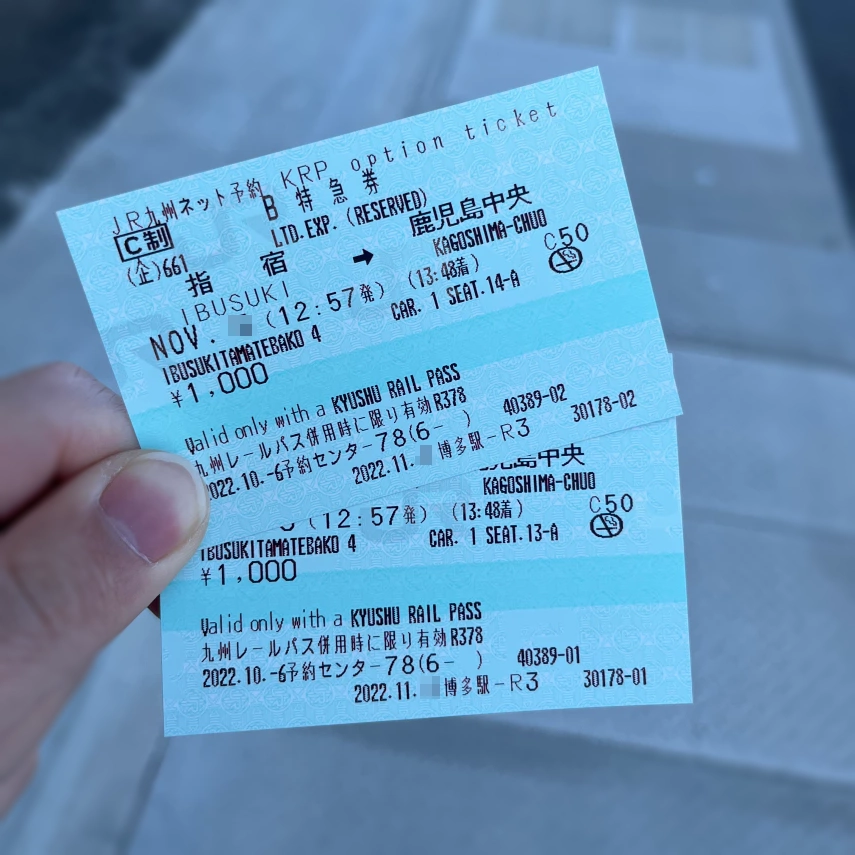 JR九州ネット予約 KRP option ticket
C制 B特急券
(企)661 LTD.EXP. (RESERVED)
指宿 → 鹿児島中央
IBUSUKI KAGOSHIMA-CHUO
NOV. (12:57発) (13:48着) C50
IBUSUKITAMATEBAKO 4 CAR. 1 SEAT.14-A
¥1,000
Valid only with a KYUSHU RAIL PASS
九州レールパス併用時に限り有効R378
2022.10.-6予約センター78(6- ) 40389-02
2022.11. 博多駅-R3 30178-02
島中央
KAGOSHIMA-CHUO
(12:57発) (13:48着) C50
IBUSUKITAMATEBAKO 4 CAR. 1 SEAT.13-A
¥1,000
Valid only with a KYUSHU RAIL PASS
九州レールパス併用時に限り有効R378
2022.10.-6予約センター78(6- ) 40389-01
2022.11. 博多駅-R3 30178-01